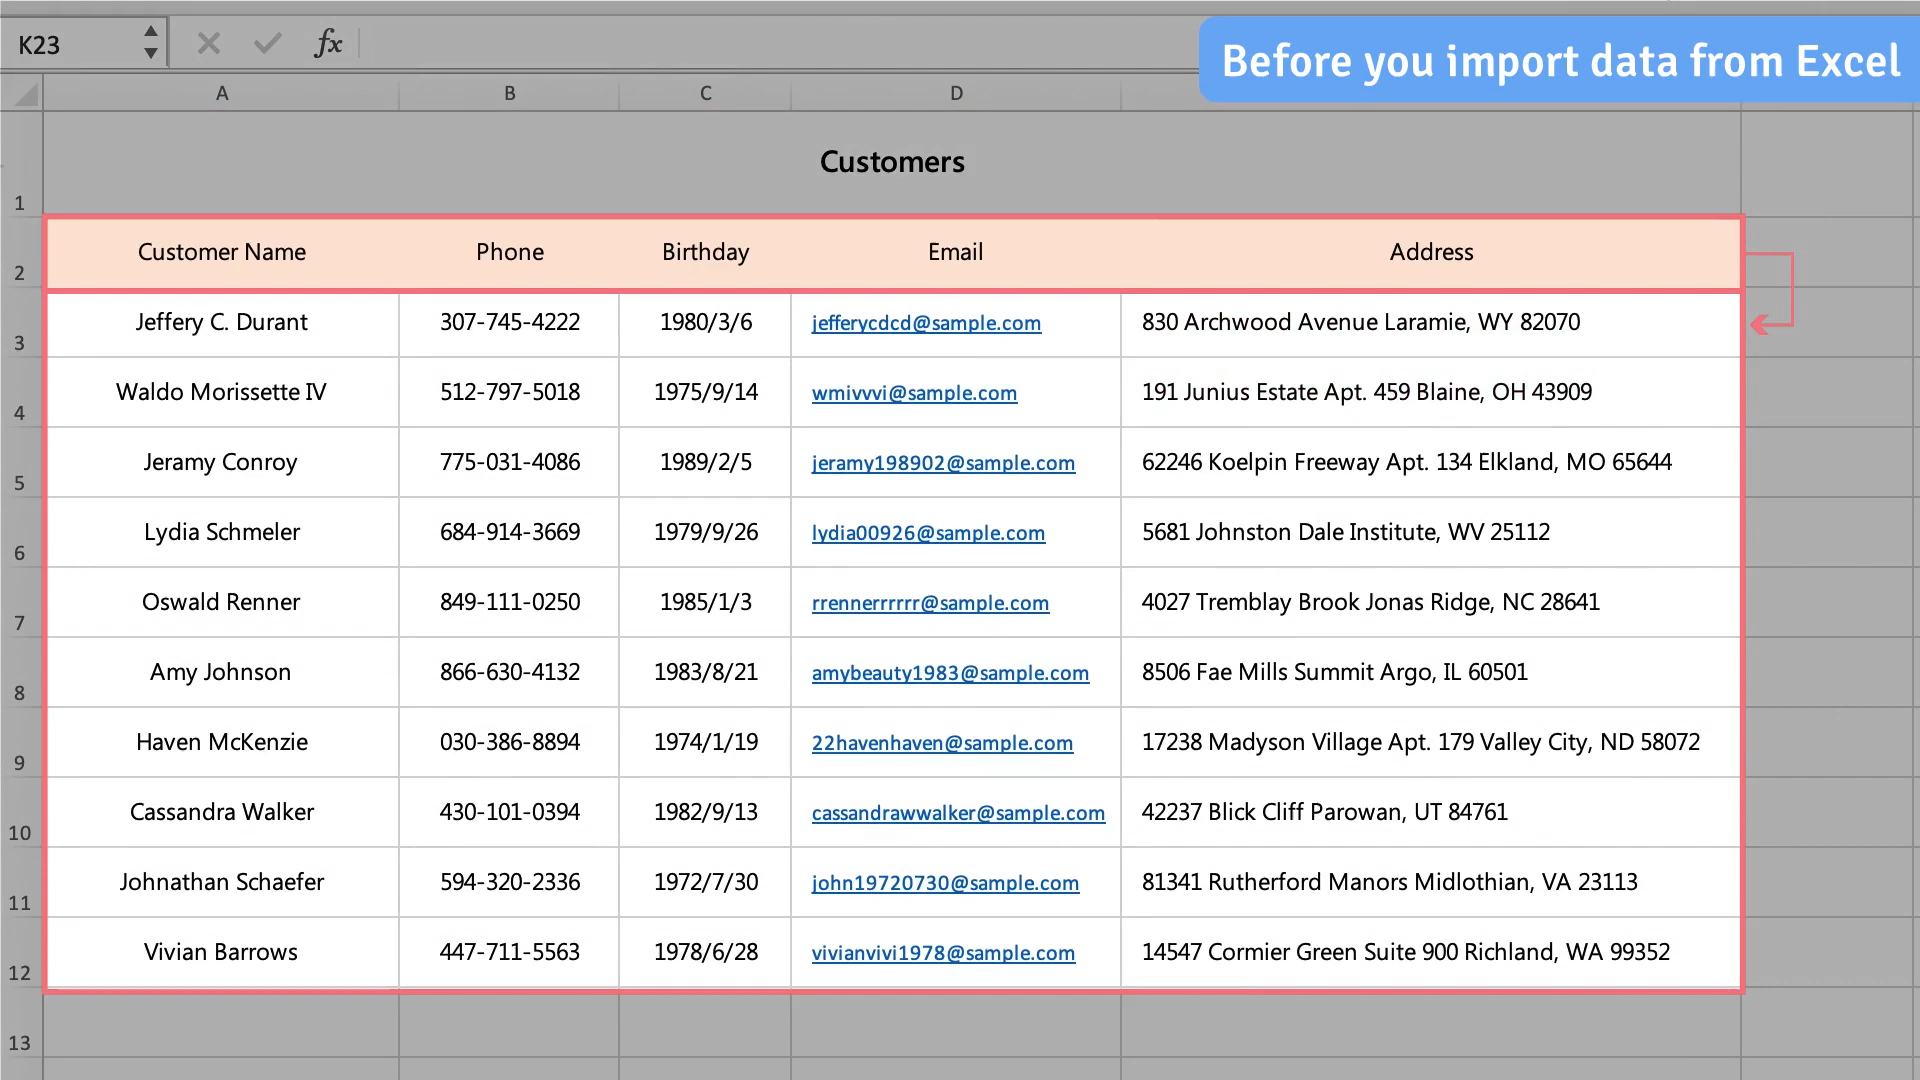 K23 fx
Before you import data from Excel
A B C D
Customers
1
Customer Name Phone Birthday Email Address
2
Jeffery C. Durant 307-745-4222 1980/3/6 jefferycdcd@sample.com 830 Archwood Avenue Laramie, WY 82070
3
Waldo Morissette IV 512-797-5018 1975/9/14 wmivvvi@sample.com 191 Junius Estate Apt. 459 Blaine, OH 43909
4
Jeramy Conroy 775-031-4086 1989/2/5 jeramy198902@sample.com 62246 Koelpin Freeway Apt. 134 Elkland, MO 65644
5
Lydia Schmeler 684-914-3669 1979/9/26 lydia00926@sample.com 5681 Johnston Dale Institute, WV 25112
6
Oswald Renner 849-111-0250 1985/1/3 rrennerrrrrr@sample.com 4027 Tremblay Brook Jonas Ridge, NC 28641
7
Amy Johnson 866-630-4132 1983/8/21 amybeauty1983@sample.com 8506 Fae Mills Summit Argo, IL 60501
8
Haven McKenzie 030-386-8894 1974/1/19 22havenhaven@sample.com 17238 Madyson Village Apt. 179 Valley City, ND 58072
9
Cassandra Walker 430-101-0394 1982/9/13 cassandrawwalker@sample.com 42237 Blick Cliff Parowan, UT 84761
10
Johnathan Schaefer 594-320-2336 1972/7/30 john19720730@sample.com 81341 Rutherford Manors Midlothian, VA 23113
11
Vivian Barrows 447-711-5563 1978/6/28 vivianvivi1978@sample.com 14547 Cormier Green Suite 900 Richland, WA 99352
12
13